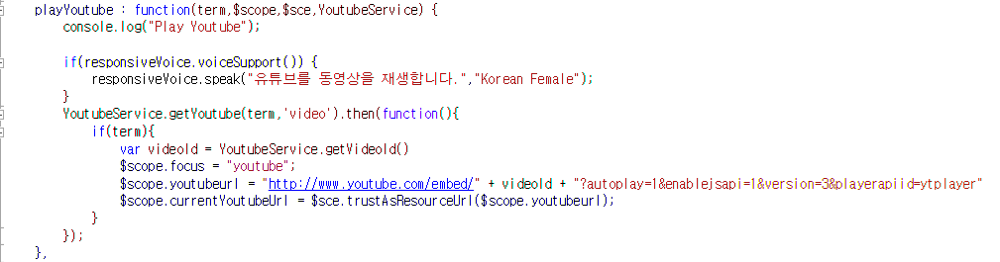 playYoutube : function(term,$scope,$sce,YoutubeService) {
console.log("Play Youtube");
if(responsiveVoice.voiceSupport()) {
responsiveVoice.speak("유튜브를 동영상을 재생합니다.","Korean Female");
}
YoutubeService.getYoutube(term,'video').then(function(){
if(term){
var videoId = YoutubeService.getVideoId()
$scope.focus = "youtube";
$scope.youtubeurl = "http://www.youtube.com/embed/" + videoId + "?autoplay=1&enablejsapi=1&version=3&playerapiid=ytplayer"
$scope.currentYoutubeUrl = $sce.trustAsResourceUrl($scope.youtubeurl);
}
});
},